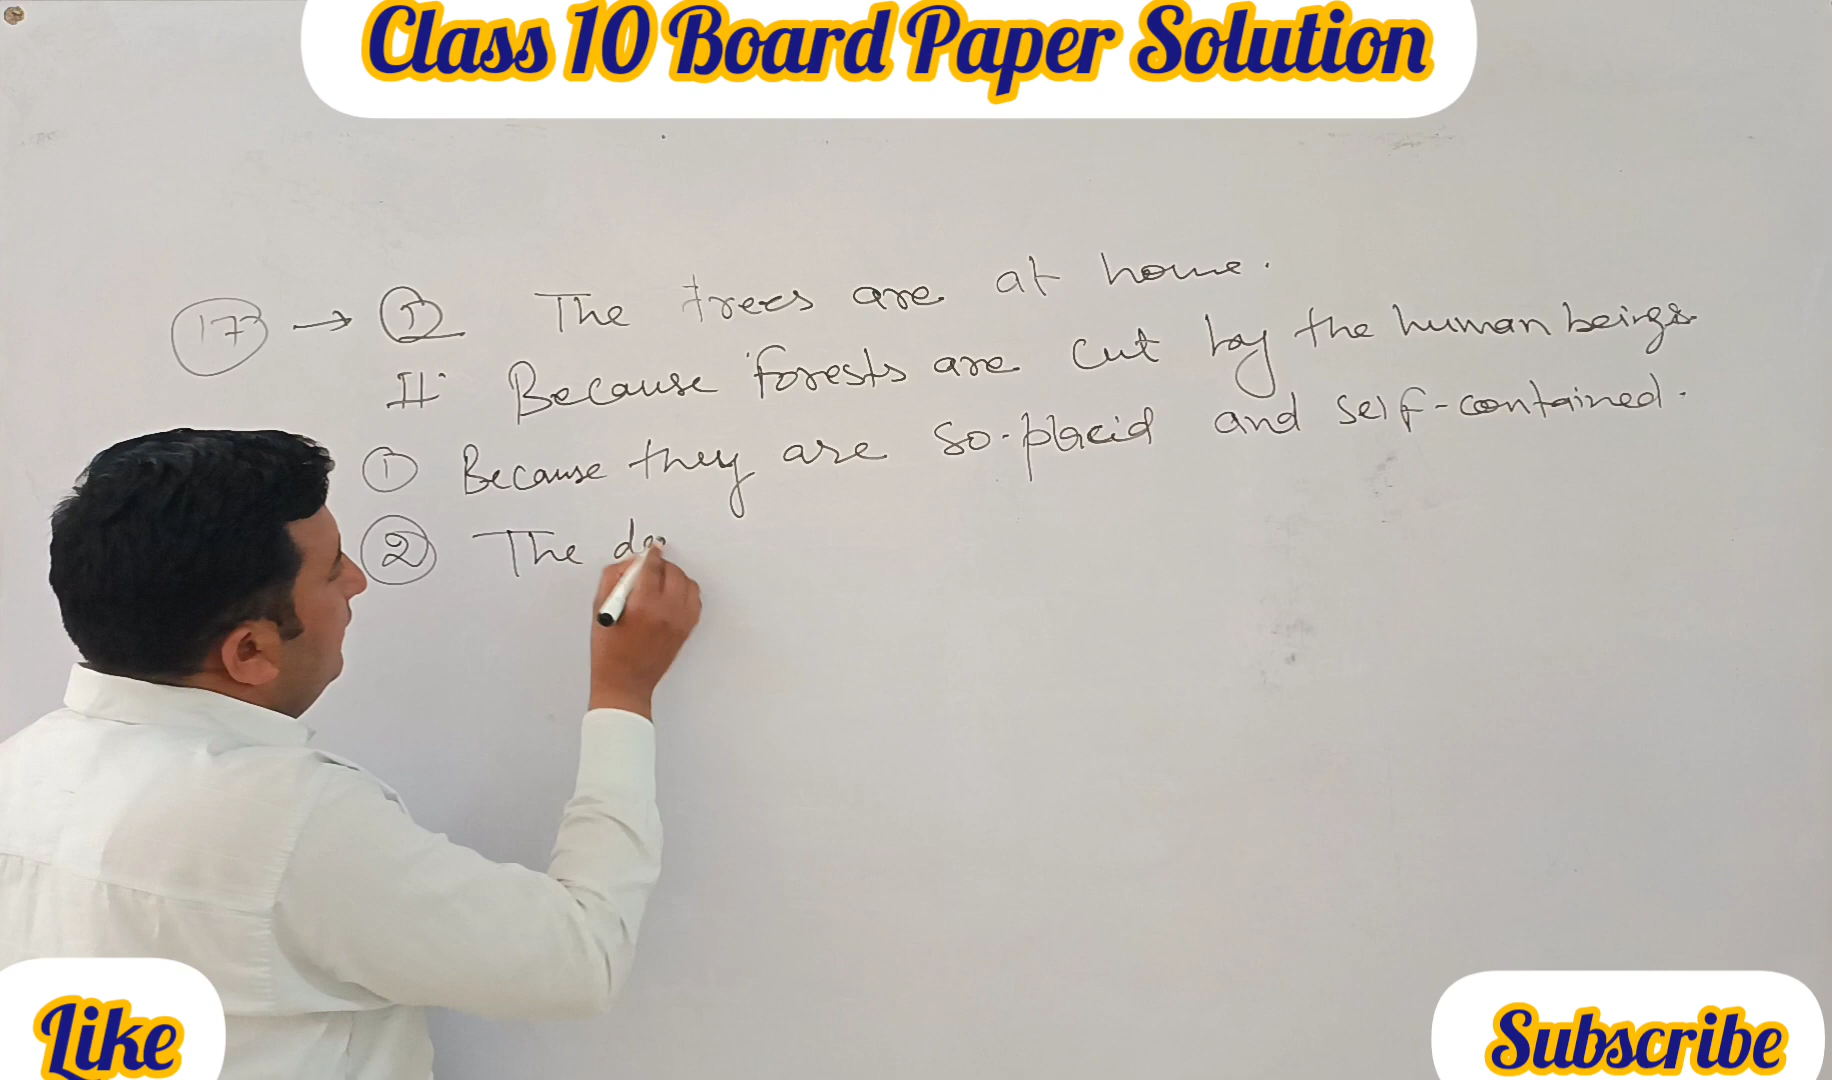 Class 10 Board Paper Solution
17 → I The trees are at home.
II Because forests are cut by the human beings.
1 Because they are so placid and self-contained.
2 The
Like
Subscribe